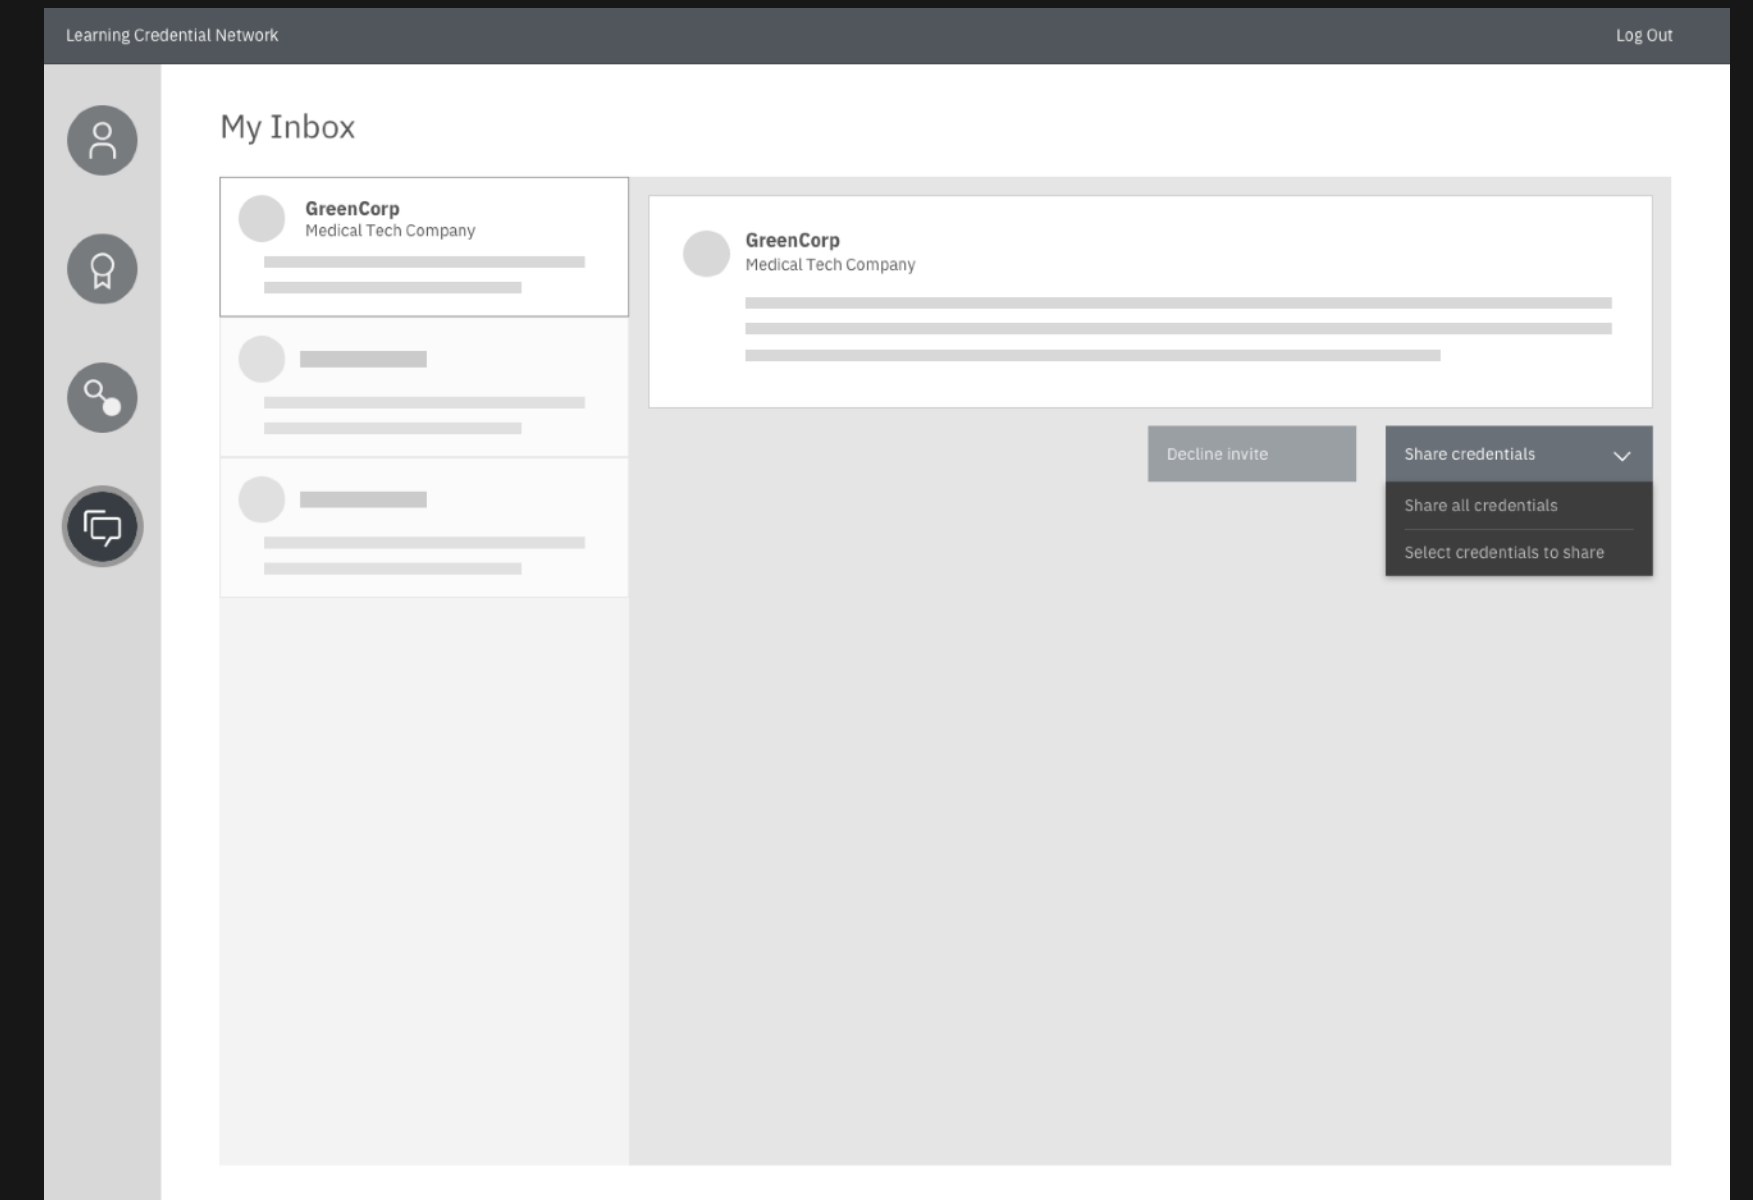 Learning Credential Network
Log Out
My Inbox
GreenCorp
Medical Tech Company
GreenCorp
Medical Tech Company
Decline invite
Share credentials
Share all credentials
Select credentials to share